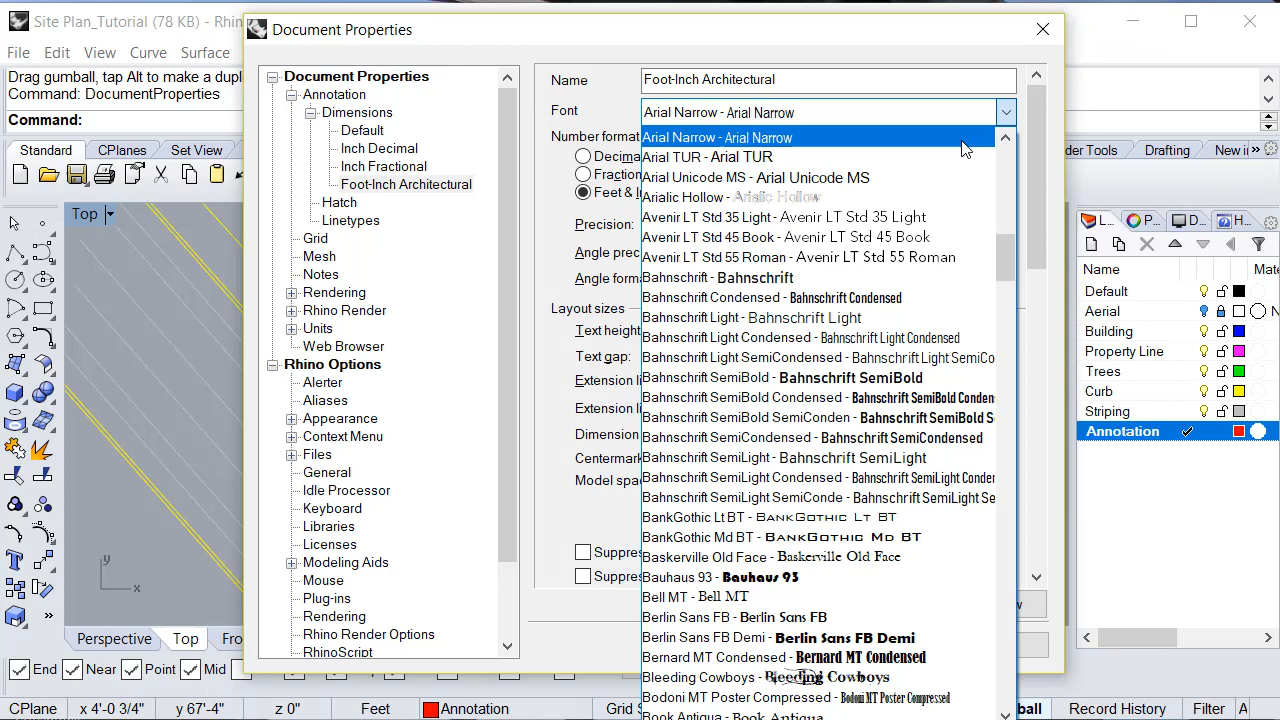 Site Plan_Tutorial (78 KB) - Rhin
Document Properties
File Edit View Curve Surface
Drag gumball, tap Alt to make a dupl
Command: DocumentProperties
Command:
Standard CPlanes Set View
der Tools Drafting New in
Top
Document Properties
Annotation
Dimensions
Default
Inch Decimal
Inch Fractional
Foot-Inch Architectural
Hatch
Linetypes
Grid
Mesh
Notes
Rendering
Rhino Render
Units
Web Browser
Rhino Options
Alerter
Aliases
Appearance
Context Menu
Files
General
Idle Processor
Keyboard
Libraries
Licenses
Modeling Aids
Mouse
Plug-ins
Rendering
Rhino Render Options
RhinoScript
Name Foot-Inch Architectural
Font Arial Narrow - Arial Narrow
Number format
Decima
Fraction
Feet & I
Precision:
Angle prec
Angle forma
Layout sizes
Text height
Text gap:
Extension li
Extension li
Dimension
Centermark
Model spac
Suppres
Suppres
Arial Narrow - Arial Narrow
Arial TUR - Arial TUR
Arial Unicode MS - Arial Unicode MS
Arialic Hollow - Arialic Hollow
Avenir LT Std 35 Light - Avenir LT Std 35 Light
Avenir LT Std 45 Book - Avenir LT Std 45 Book
Avenir LT Std 55 Roman - Avenir LT Std 55 Roman
Bahnschrift - Bahnschrift
Bahnschrift Condensed - Bahnschrift Condensed
Bahnschrift Light - Bahnschrift Light
Bahnschrift Light Condensed - Bahnschrift Light Condensed
Bahnschrift Light SemiCondensed - Bahnschrift Light SemiCo
Bahnschrift SemiBold - Bahnschrift SemiBold
Bahnschrift SemiBold Condensed - Bahnschrift SemiBold Conden
Bahnschrift SemiBold SemiConden - Bahnschrift SemiBold S
Bahnschrift SemiCondensed - Bahnschrift SemiCondensed
Bahnschrift SemiLight - Bahnschrift SemiLight
Bahnschrift SemiLight Condensed - Bahnschrift SemiLight Conder
Bahnschrift SemiLight SemiConde - Bahnschrift SemiLight Se
BankGothic Lt BT - BankGothic Lt BT
BankGothic Md BT - BankGothic Md BT
Baskerville Old Face - Baskerville Old Face
Bauhaus 93 - Bauhaus 93
Bell MT - Bell MT
Berlin Sans FB - Berlin Sans FB
Berlin Sans FB Demi - Berlin Sans FB Demi
Bernard MT Condensed - Bernard MT Condensed
Bleeding Cowboys - Bleeding Cowboys
Bodoni MT Poster Compressed - Bodoni MT Poster Compressed
Book Antiqua - Book Antiqua
L... P... D... H...
Name Mate
Default
Aerial N
Building
Property Line
Trees
Curb
Striping
Annotation
y
x
Perspective Top Fro
End Near Point Mid
CPlane x 4'-0 3/4" y 67'-4" z 0" Feet Annotation Grid S ball Record History Filter A